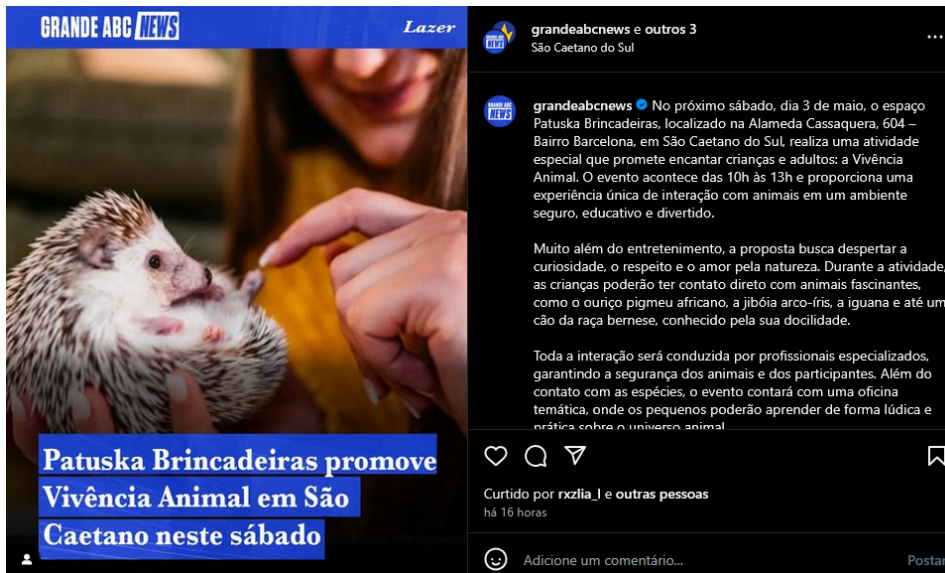 GRANDE ABC NEWS
Lazer
Patuska Brincadeiras promove
Vivência Animal em São
Caetano neste sábado
grandeabcnews e outros 3
São Caetano do Sul
grandeabcnews No próximo sábado, dia 3 de maio, o espaço
Patuska Brincadeiras, localizado na Alameda Cassaquera, 604 –
Bairro Barcelona, em São Caetano do Sul, realiza uma atividade
especial que promete encantar crianças e adultos: a Vivência
Animal. O evento acontece das 10h às 13h e proporciona uma
experiência única de interação com animais em um ambiente
seguro, educativo e divertido.
Muito além do entretenimento, a proposta busca despertar a
curiosidade, o respeito e o amor pela natureza. Durante a atividade,
as crianças poderão ter contato direto com animais fascinantes,
como o ouriço pigmeu africano, a jibóia arco-íris, a iguana e até um
cão da raça bernese, conhecido pela sua docilidade.
Toda a interação será conduzida por profissionais especializados,
garantindo a segurança dos animais e dos participantes. Além do
contato com as espécies, o evento contará com uma oficina
temática, onde os pequenos poderão aprender de forma lúdica e
prática sobre o universo animal.
Curtido por rxzlia_l e outras pessoas
há 16 horas
Adicione um comentário...
Postar